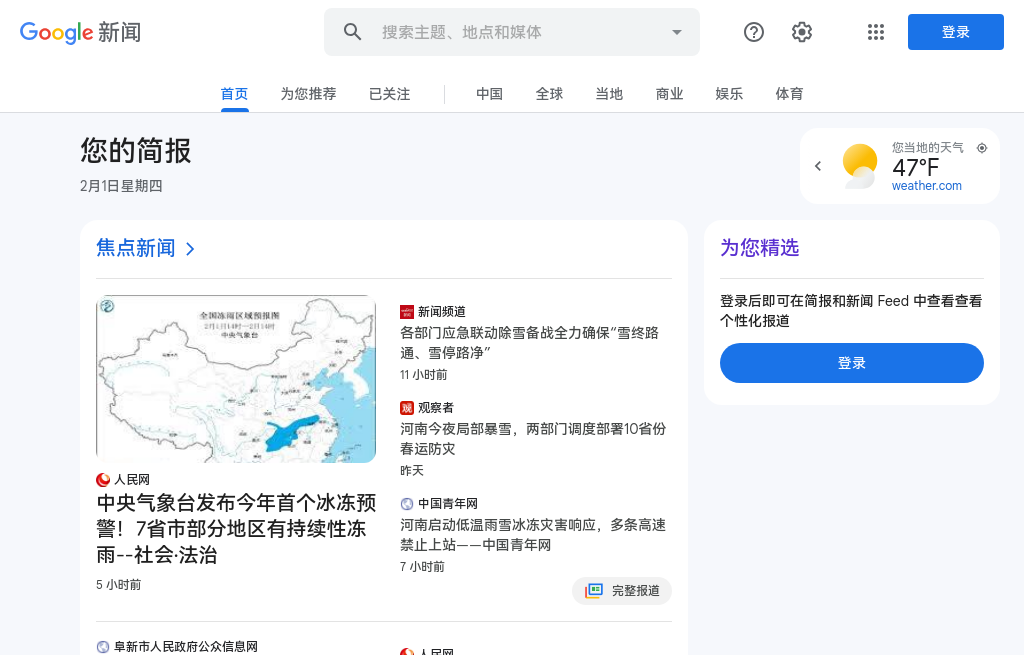 Google 新闻
搜索主题、地点和媒体
登录
首页 为您推荐 已关注 中国 全球 当地 商业 娱乐 体育
您的简报
2月1日星期四
您当地的天气
47°F
weather.com
焦点新闻
全国冻雨区域预报图
2月1日14时——2日14时
中央气象台
人民网
中央气象台发布今年首个冰冻预
警！7省市部分地区有持续性冻
雨--社会·法治
5 小时前
新闻频道
各部门应急联动除雪备战全力确保“雪终路
通、雪停路净”
11 小时前
观察者
河南今夜局部暴雪，两部门调度部署10省份
春运防灾
昨天
中国青年网
河南启动低温雨雪冰冻灾害响应，多条高速
禁止上站——中国青年网
7 小时前
完整报道
为您精选
登录后即可在简报和新闻 Feed 中查看查看
个性化报道
登录
阜新市人民政府公众信息网
人民网